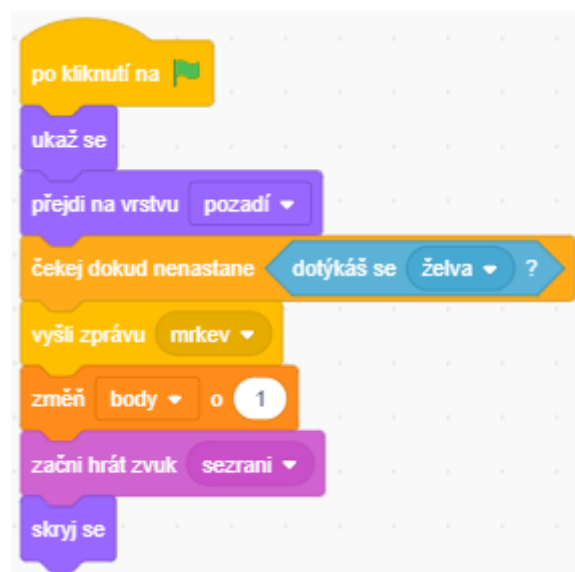 po kliknutí na
ukaž se
přejdi na vrstvu pozadí
čekej dokud nenastane dotýkáš se želva ?
vyšli zprávu mrkev
změň body o 1
začni hrát zvuk sezrani
skryj se